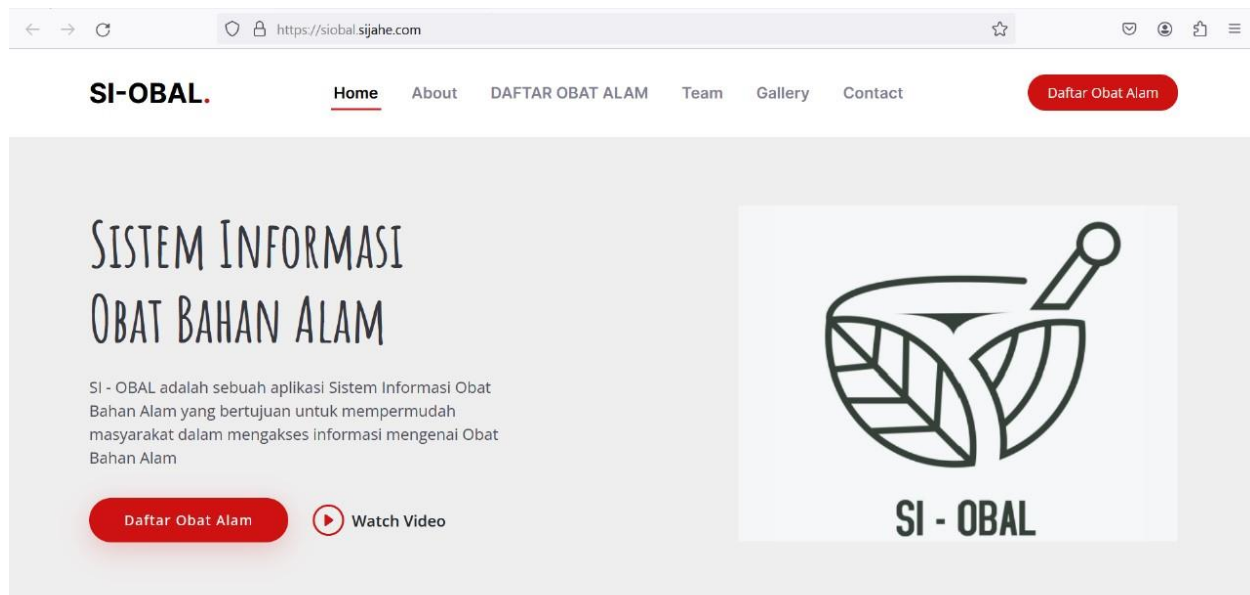 https://siobal.sijahe.com
SI-OBAL.
Home About DAFTAR OBAT ALAM Team Gallery Contact
Daftar Obat Alam
Sistem Informasi
Obat Bahan Alam
SI - OBAL adalah sebuah aplikasi Sistem Informasi Obat
Bahan Alam yang bertujuan untuk mempermudah
masyarakat dalam mengakses informasi mengenai Obat
Bahan Alam
Daftar Obat Alam
Watch Video
SI - OBAL